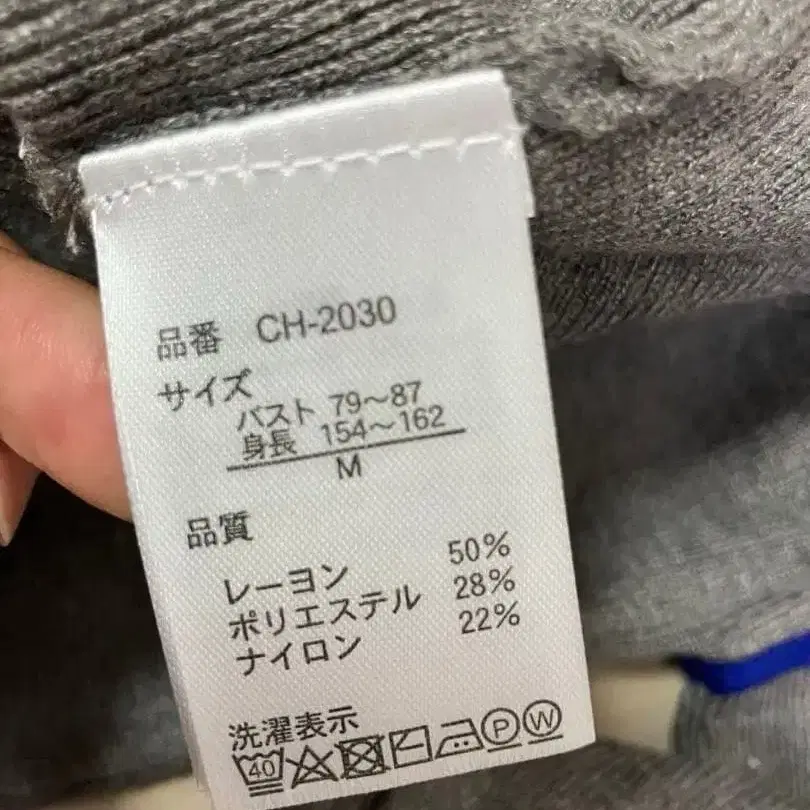 品番 CH-2030
サイズ
バスト 79〜87
身長 154〜162
M
品質
レーヨン 50%
ポリエステル 28%
ナイロン 22%
洗濯表示
40 P W